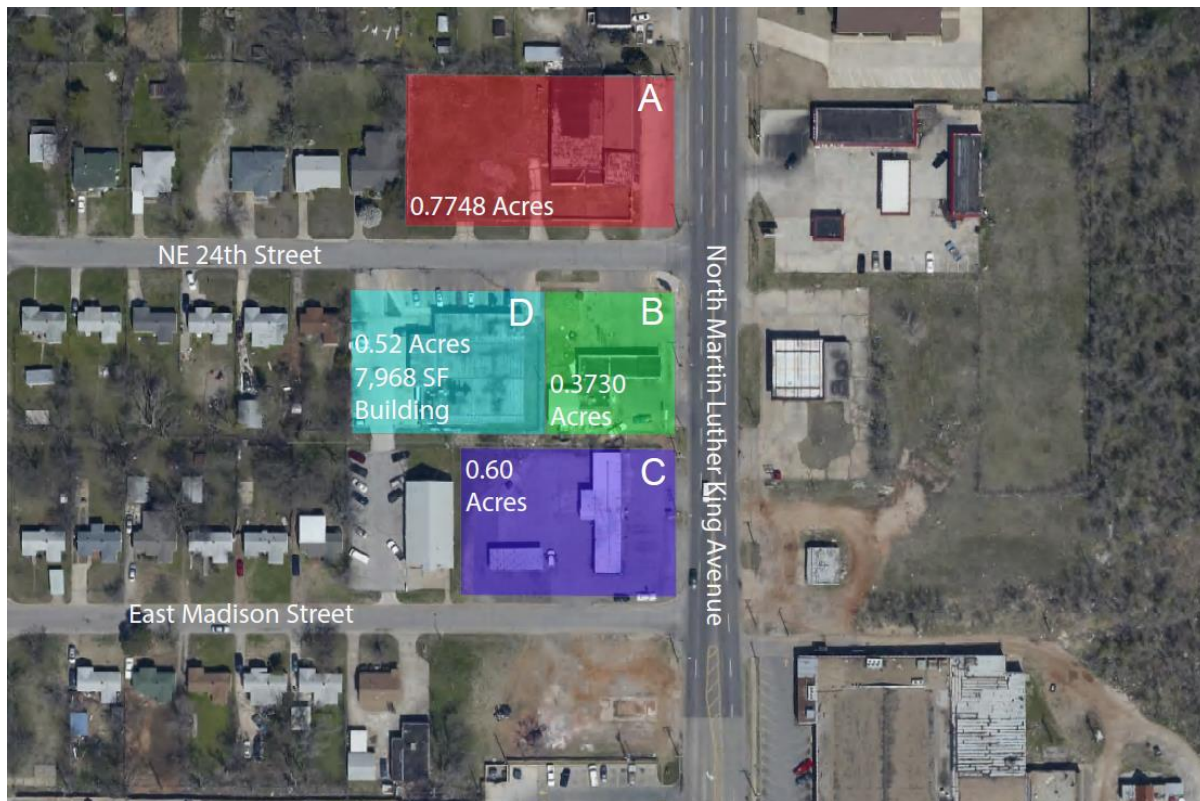 A
0.7748 Acres
NE 24th Street
D
B
0.52 Acres
7,968 SF
Building
0.3730
Acres
C
0.60
Acres
North Martin Luther King Avenue
East Madison Street